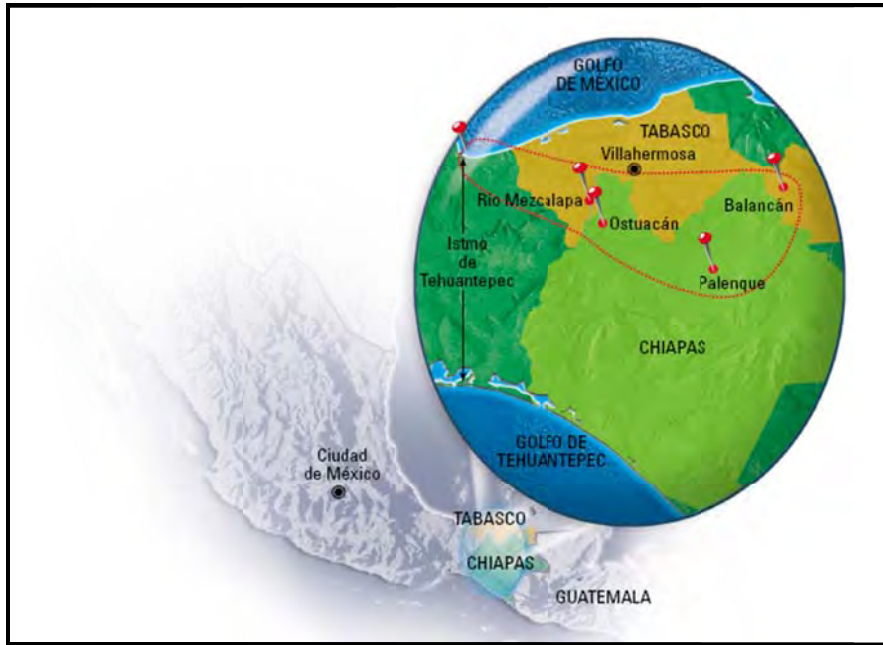 GOLFO
DE MÉXICO
TABASCO
Villahermosa
Río Mezcalapa
Ostuacán
Balancán
Istmo
de
Tehuantepec
Palenque
CHIAPAS
GOLFO DE
TEHUANTEPEC
Ciudad
de México
TABASCO
CHIAPAS
GUATEMALA